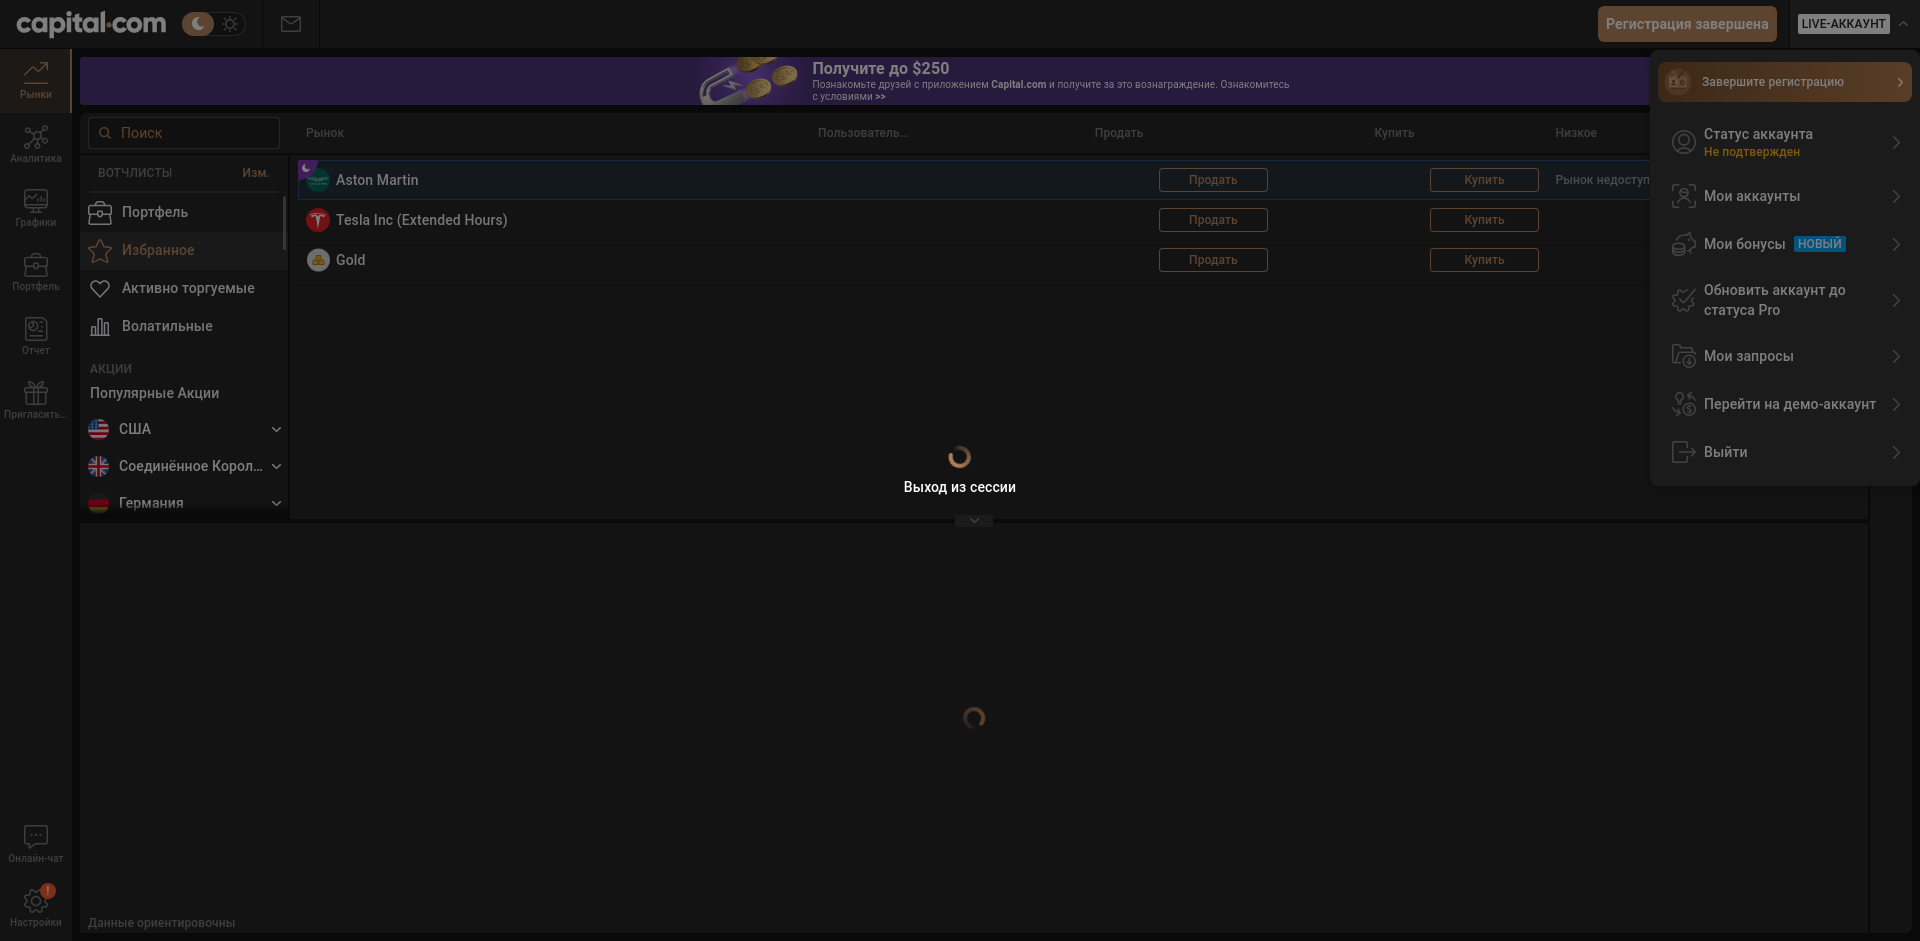 capital.com
Регистрация завершена
LIVE-АККАУНТ
Рынки
Аналитика
Графики
Портфель
Отчет
Пригласить...
Онлайн-чат
!
Настройки
Получите до $250
Познакомьте друзей с приложением Capital.com и получите за это вознаграждение. Ознакомитесь
с условиями >>
Поиск
Рынок Пользователь... Продать Купить Низкое
ВОТЧЛИСТЫ Изм.
Портфель
Избранное
Активно торгуемые
Волатильные
АКЦИИ
Популярные Акции
США
Соединённое Корол...
Германия
Aston Martin Продать Купить Рынок недоступ
Tesla Inc (Extended Hours) Продать Купить
Gold Продать Купить
Выход из сессии
Данные ориентировочны
Завершите регистрацию
Статус аккаунта
Не подтвержден
Мои аккаунты
Мои бонусы НОВЫЙ
Обновить аккаунт до
статуса Pro
Мои запросы
Перейти на демо-аккаунт
Выйти